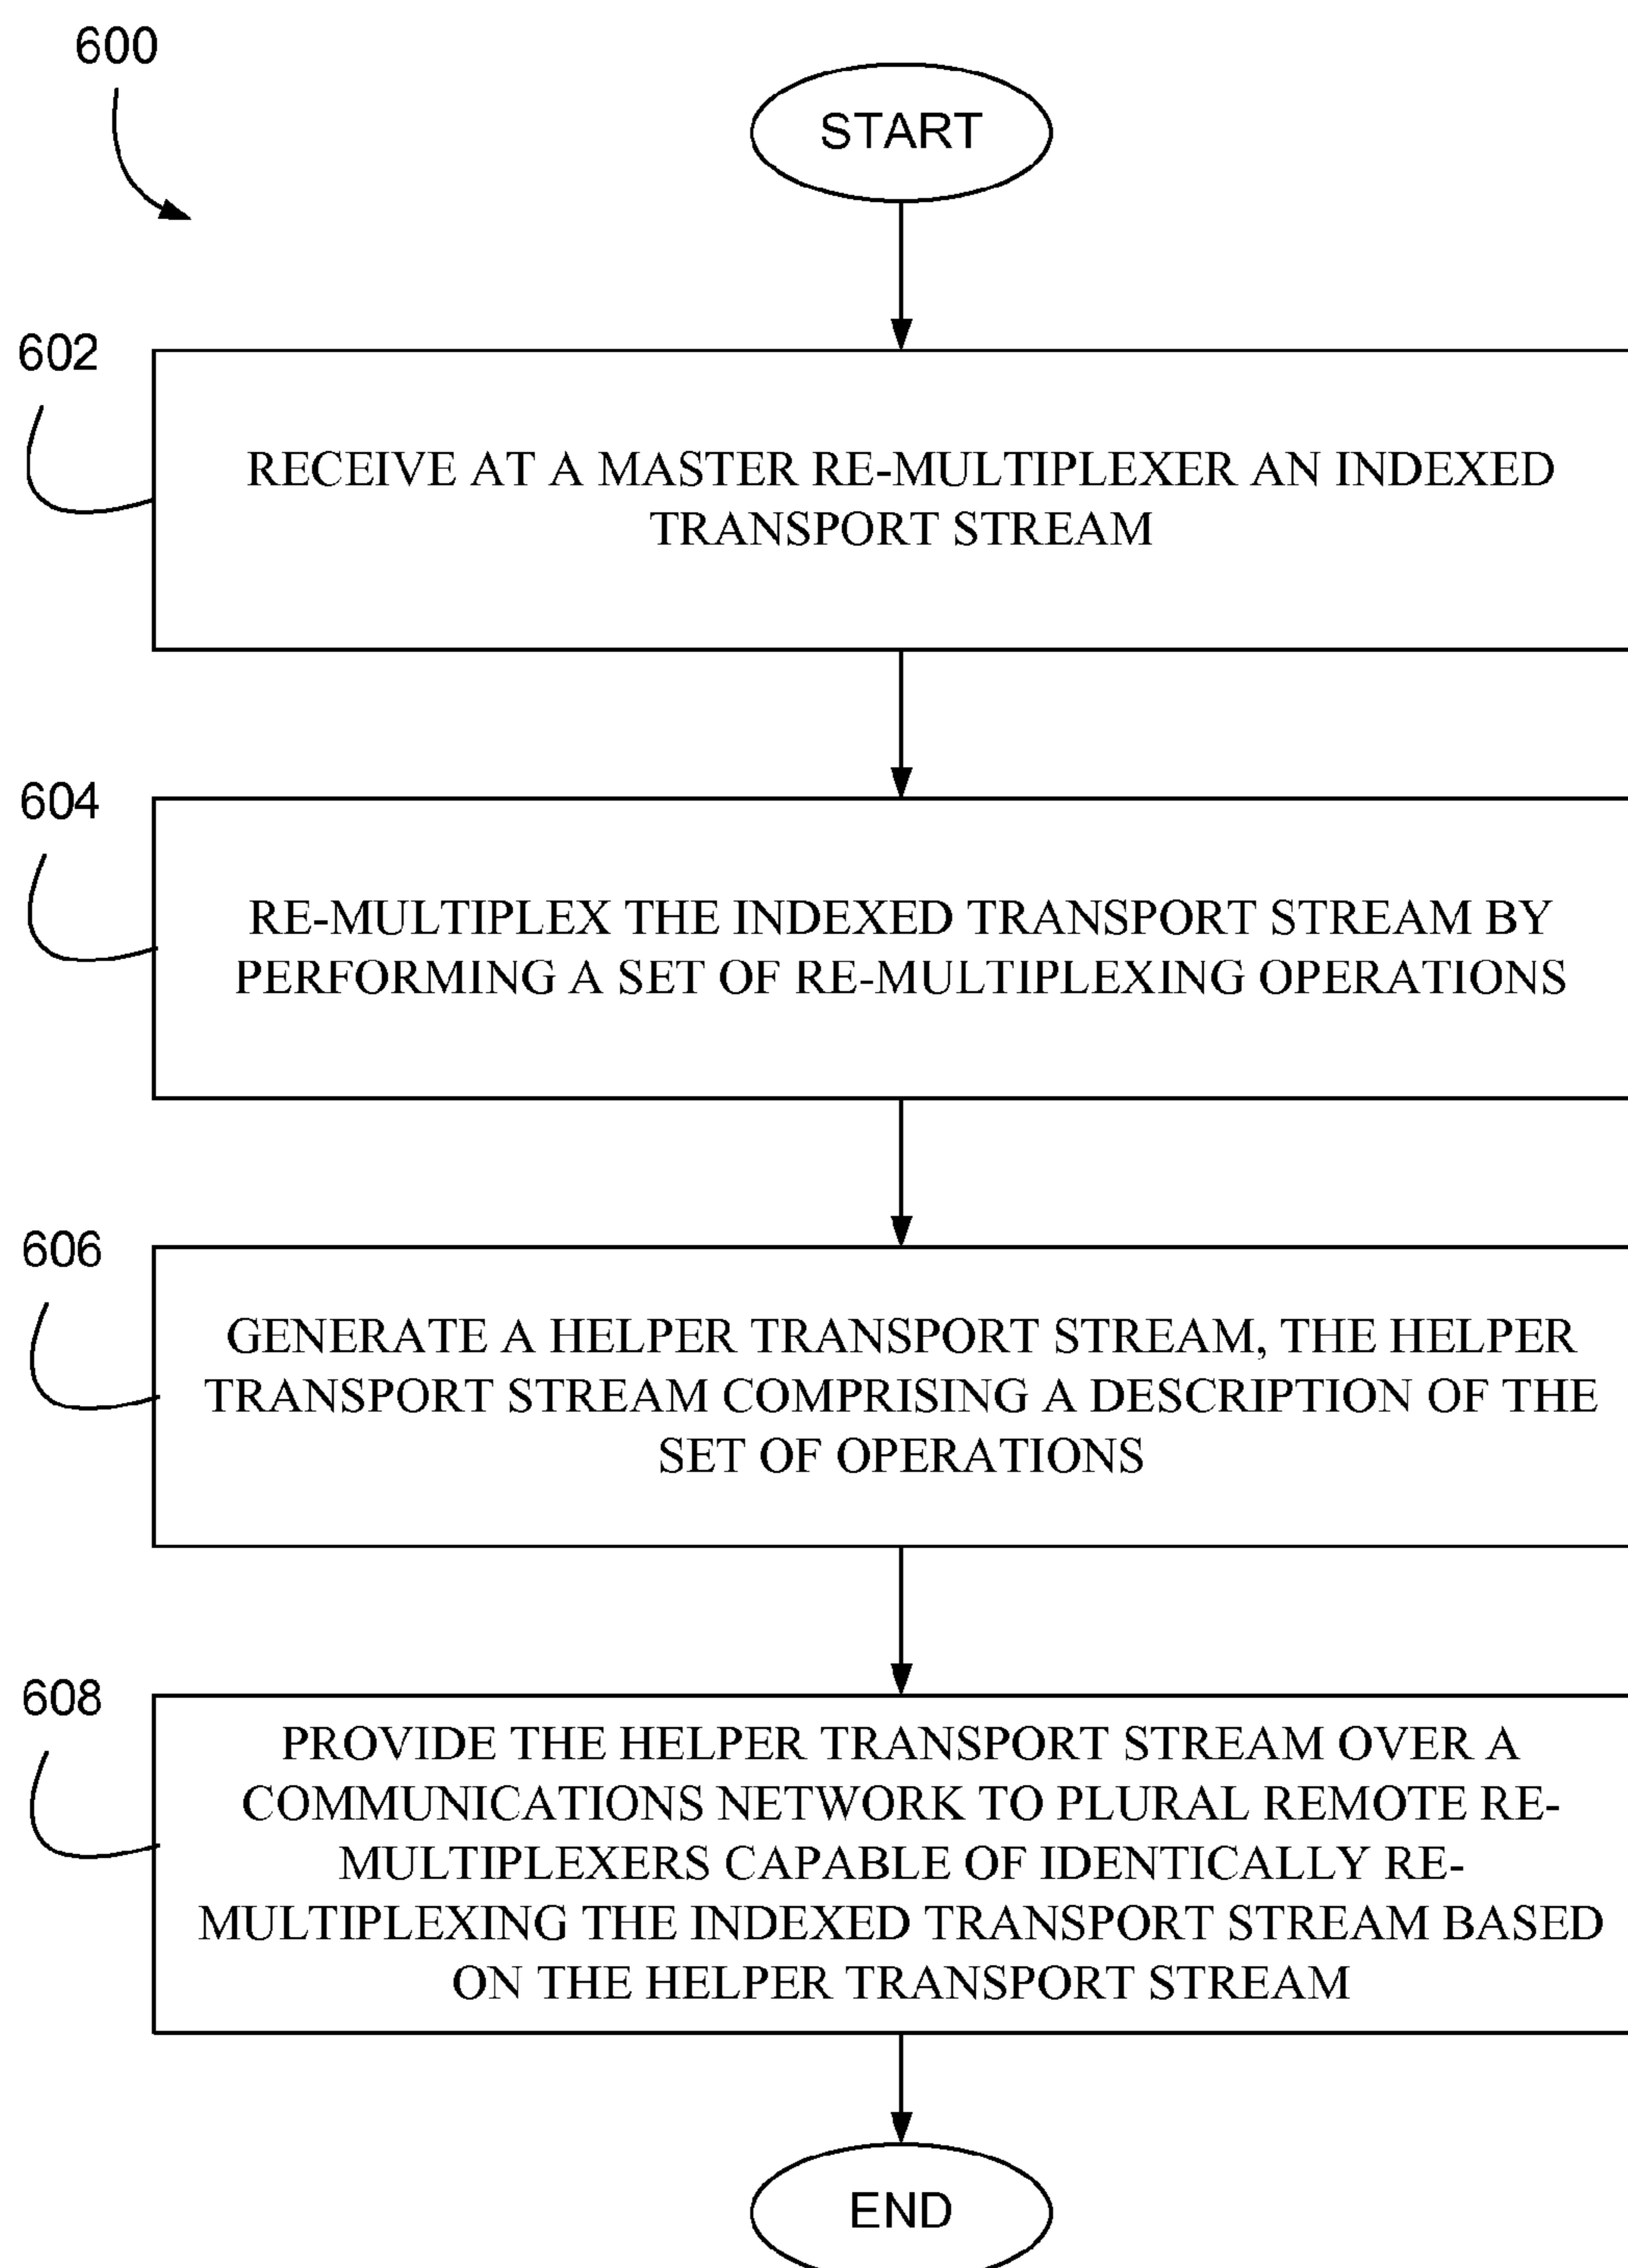 600
START
602
RECEIVE AT A MASTER RE-MULTIPLEXER AN INDEXED
TRANSPORT STREAM
604
RE-MULTIPLEX THE INDEXED TRANSPORT STREAM BY
PERFORMING A SET OF RE-MULTIPLEXING OPERATIONS
606
GENERATE A HELPER TRANSPORT STREAM, THE HELPER
TRANSPORT STREAM COMPRISING A DESCRIPTION OF THE
SET OF OPERATIONS
608
PROVIDE THE HELPER TRANSPORT STREAM OVER A
COMMUNICATIONS NETWORK TO PLURAL REMOTE RE-
MULTIPLEXERS CAPABLE OF IDENTICALLY RE-
MULTIPLEXING THE INDEXED TRANSPORT STREAM BASED
ON THE HELPER TRANSPORT STREAM
END